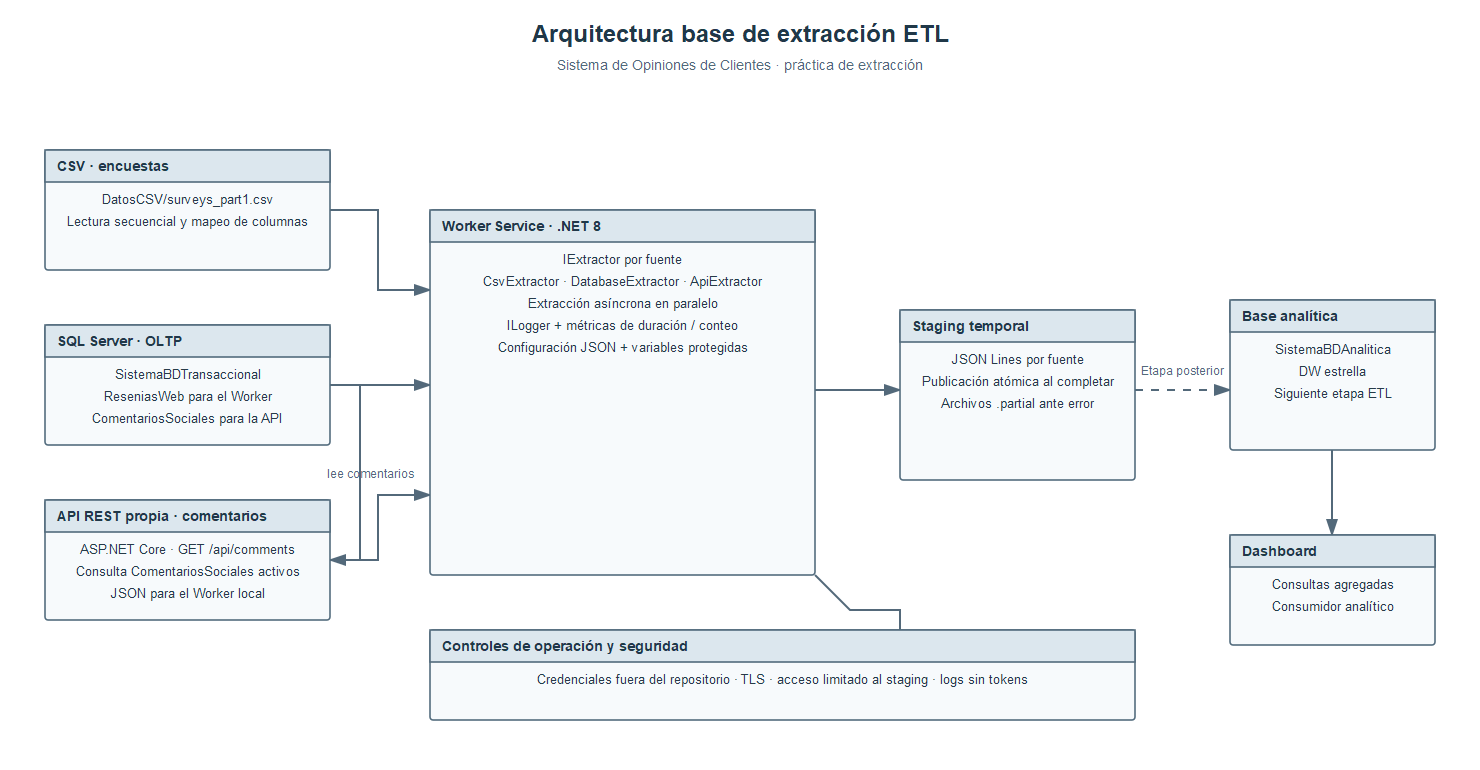 Arquitectura base de extracción ETL
Sistema de Opiniones de Clientes · práctica de extracción
CSV · encuestas
DatosCSV/surveys_part1.csv
Lectura secuencial y mapeo de columnas
SQL Server · OLTP
SistemaBDTransaccional
ReseniasWeb para el Worker
ComentariosSociales para la API
lee comentarios
API REST propia · comentarios
ASP.NET Core · GET /api/comments
Consulta ComentariosSociales activos
JSON para el Worker local
Worker Service · .NET 8
IExtractor por fuente
CsvExtractor · DatabaseExtractor · ApiExtractor
Extracción asíncrona en paralelo
ILogger + métricas de duración / conteo
Configuración JSON + variables protegidas
Staging temporal
JSON Lines por fuente
Publicación atómica al completar
Archivos .partial ante error
Etapa posterior
Base analítica
SistemaBDAnalitica
DW estrella
Siguiente etapa ETL
Dashboard
Consultas agregadas
Consumidor analítico
Controles de operación y seguridad
Credenciales fuera del repositorio · TLS · acceso limitado al staging · logs sin tokens